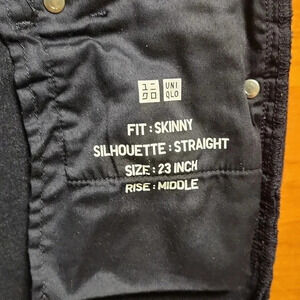 ユニ UNI
クロ QLO
FIT : SKINNY
SILHOUETTE : STRAIGHT
SIZE : 23 INCH
RISE : MIDDLE